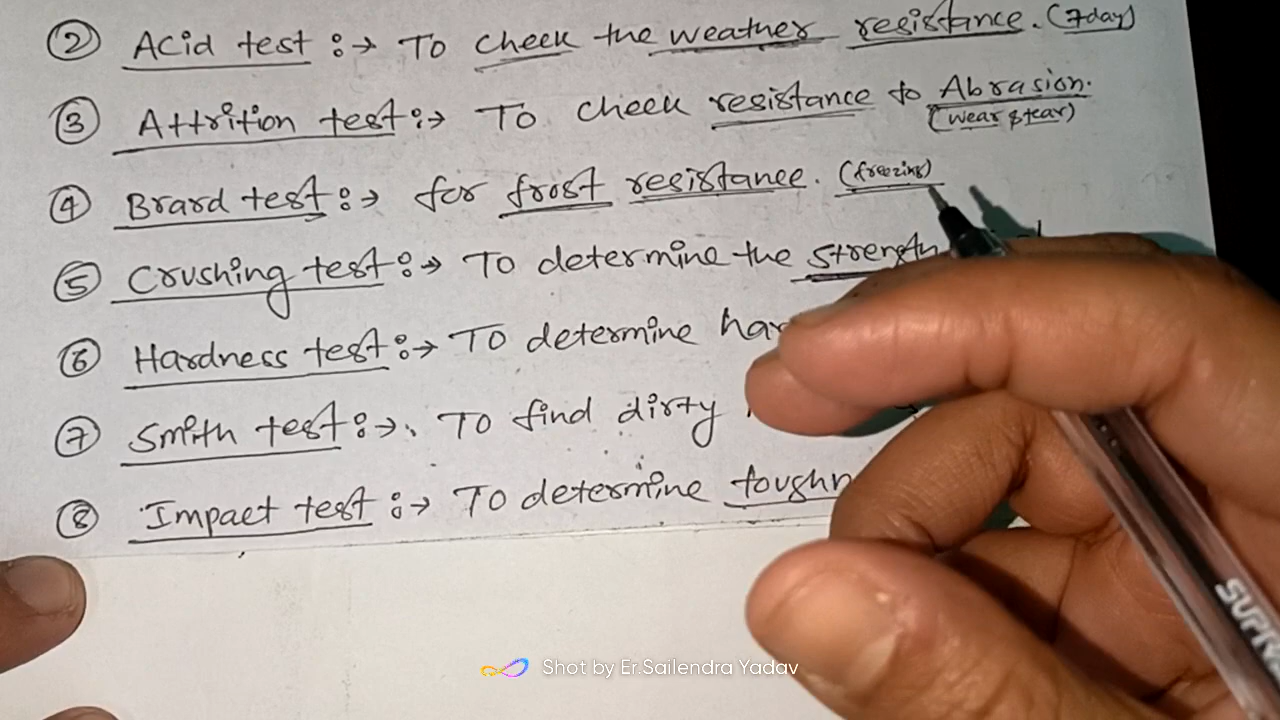 ② Acid test :→ To check the weather resistance. (7day)
③ Attrition test :→ To check resistance to Abrasion.
(wear & tear)
④ Brard test :→ for frost resistance. (freezing)
⑤ Crushing test :→ To determine the strength
⑥ Hardness test :→ To determine
⑦ Smith test :→ To find dirty
⑧ Impact test :→ To determine
Shot by Er.Sailendra Yadav